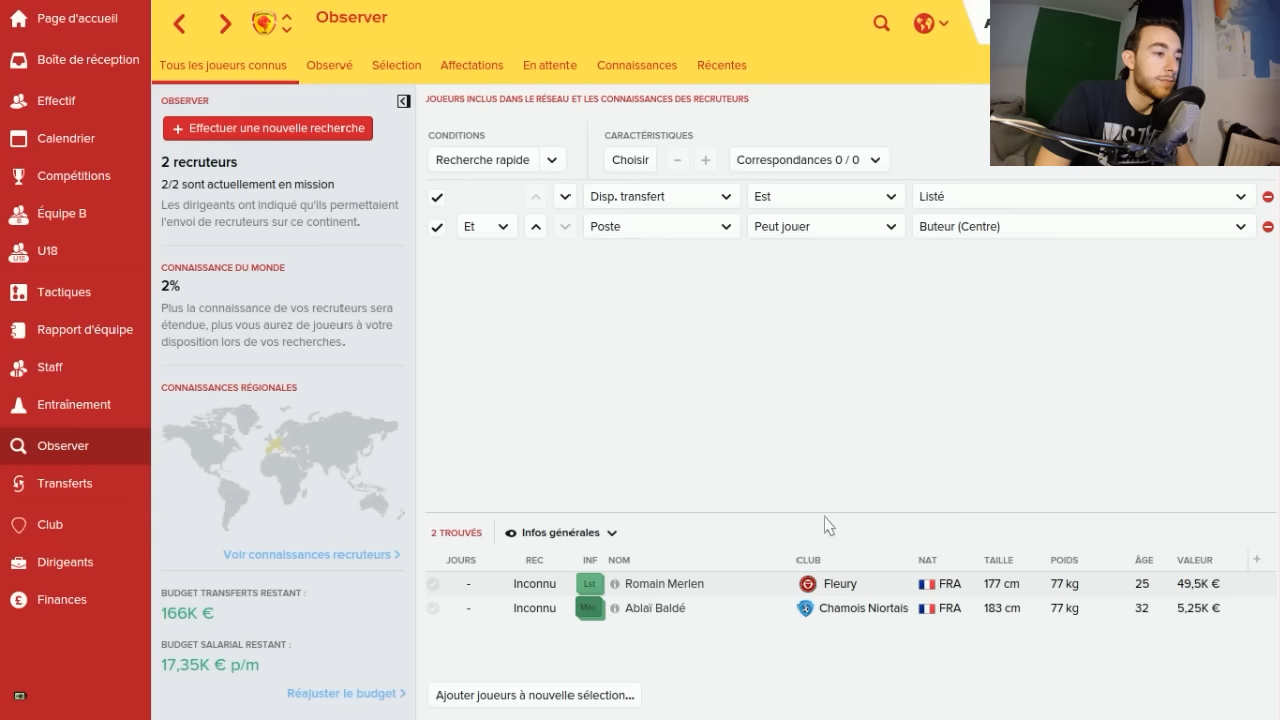 Page d'accueil
Boîte de réception
Effectif
Calendrier
Compétitions
Équipe B
U18
Tactiques
Rapport d'équipe
Staff
Entraînement
Observer
Transferts
Club
Dirigeants
Finances
Observer
Tous les joueurs connus Observé Sélection Affectations En attente Connaissances Récentes
OBSERVER
+ Effectuer une nouvelle recherche
2 recruteurs
2/2 sont actuellement en mission
Les dirigeants ont indiqué qu'ils permettaient
l'envoi de recruteurs sur ce continent.
CONNAISSANCE DU MONDE
2%
Plus la connaissance de vos recruteurs sera
étendue, plus vous aurez de joueurs à votre
disposition lors de vos recherches.
CONNAISSANCES RÉGIONALES
Voir connaissances recruteurs >
BUDGET TRANSFERTS RESTANT :
166K €
BUDGET SALARIAL RESTANT :
17,35K € p/m
Réajuster le budget >
JOUEURS INCLUS DANS LE RÉSEAU ET LES CONNAISSANCES DES RECRUTEURS
CONDITIONS CARACTÉRISTIQUES
Recherche rapide Choisir − + Correspondances 0 / 0
Disp. transfert Est Listé
Et Poste Peut jouer Buteur (Centre)
2 TROUVÉS Infos générales
JOURS REC INF NOM CLUB NAT TAILLE POIDS ÂGE VALEUR +
- Inconnu Lst Romain Merlen Fleury FRA 177 cm 77 kg 25 49,5K €
- Inconnu Méc Ablaï Baldé Chamois Niortais FRA 183 cm 77 kg 32 5,25K €
Ajouter joueurs à nouvelle sélection...